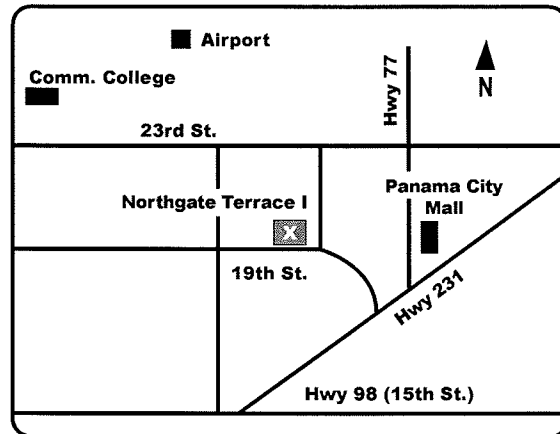 Airport
Comm. College
Hwy 77
N
23rd St.
Northgate Terrace I
X
Panama City
Mall
19th St.
Hwy 231
Hwy 98 (15th St.)